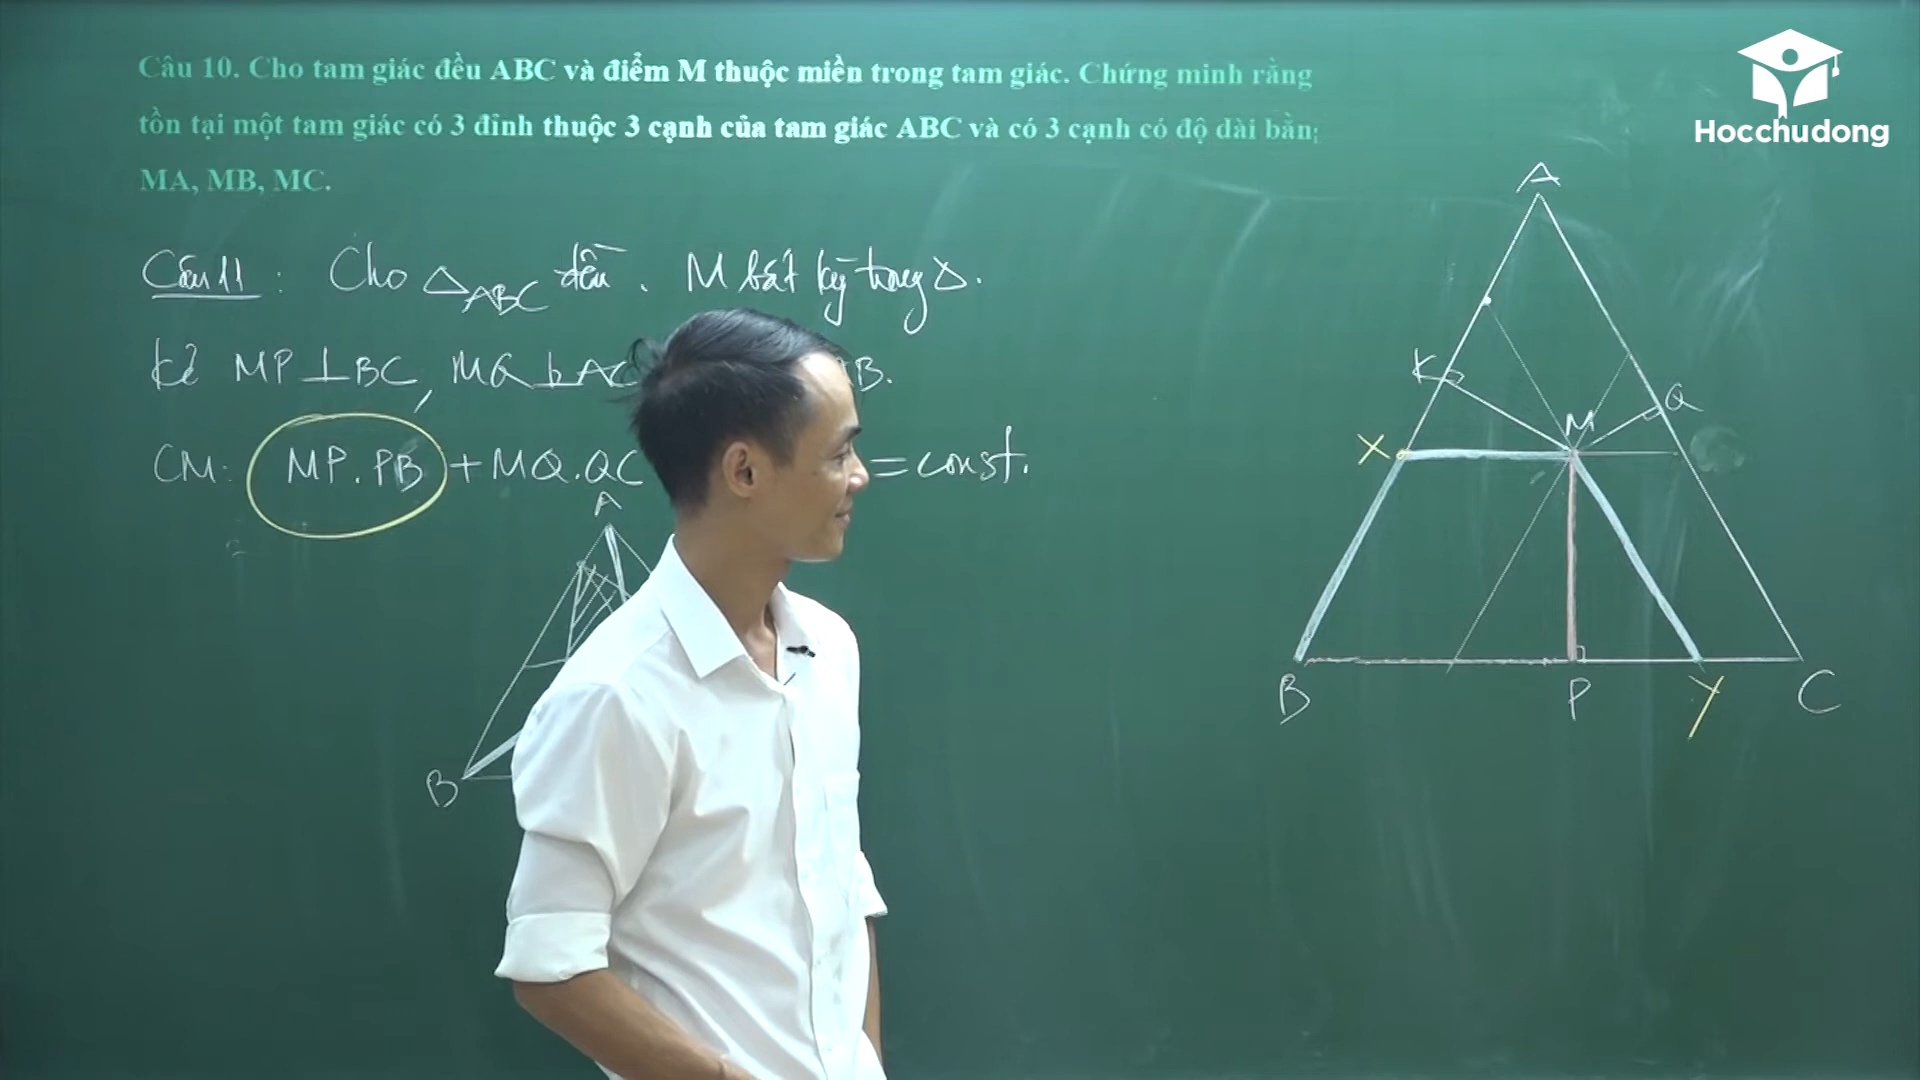 Câu 10. Cho tam giác đều ABC và điểm M thuộc miền trong tam giác. Chứng minh rằng
tồn tại một tam giác có 3 đỉnh thuộc 3 cạnh của tam giác ABC và có 3 cạnh có độ dài bằng
MA, MB, MC.
Hocchudong
Câu 11 : Cho △ABC đều . M bất kỳ trong △.
Kẻ MP⊥BC, MQ⊥AC B.
CM: MP.PB + MQ.QC = const.
A
B
A
K
Q
M
X
B
P
Y
C